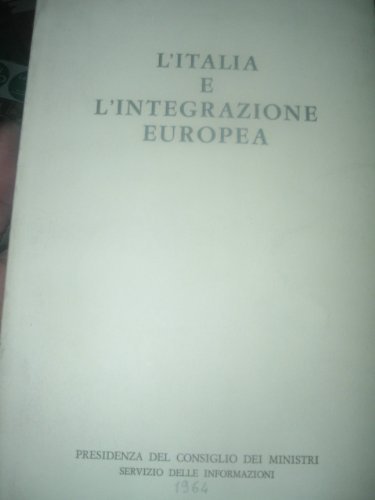 L'ITALIA
E
L'INTEGRAZIONE
EUROPEA
PRESIDENZA DEL CONSIGLIO DEI MINISTRI
SERVIZIO DELLE INFORMAZIONI
1964